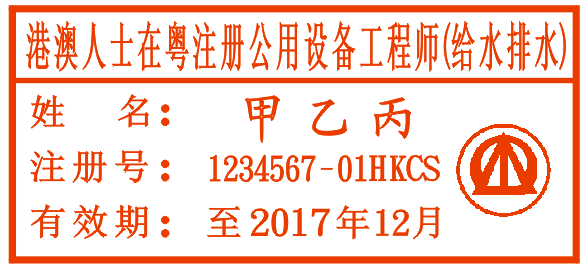 港澳人士在粤注册公用设备工程师(给水排水)
姓 名： 甲乙丙
注册号： 1234567-01HKCS
有效期： 至2017年12月